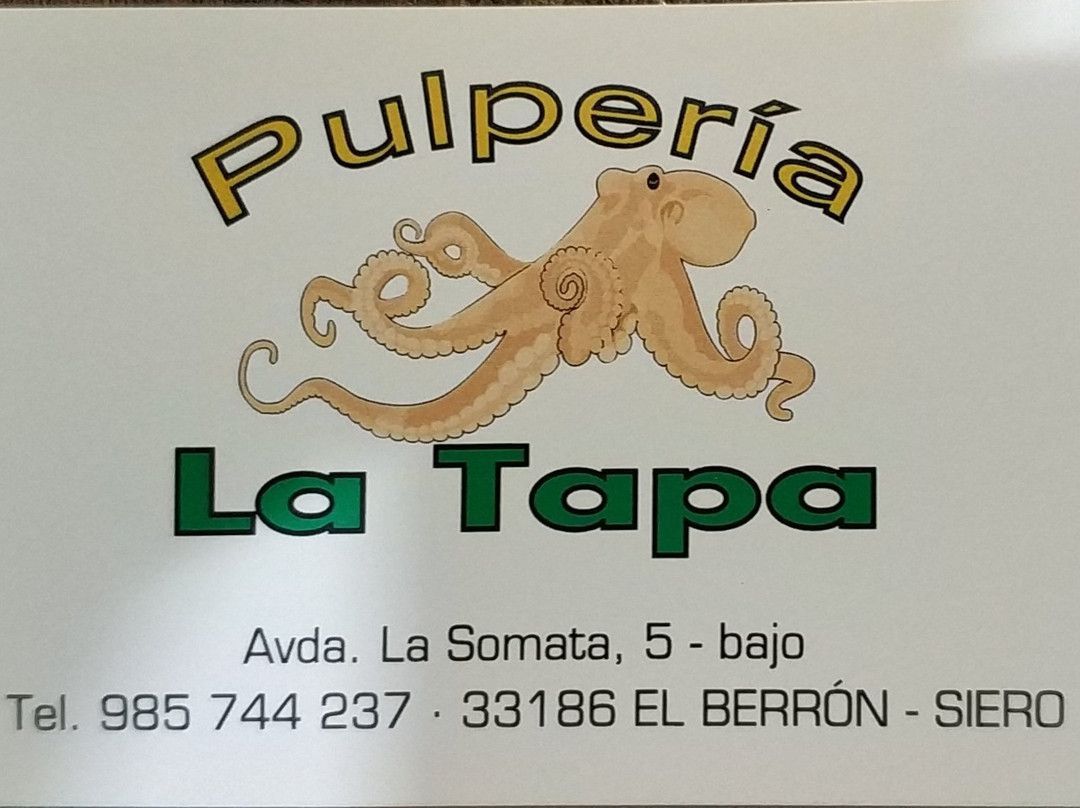 Pulpería
La Tapa
Avda. La Somata, 5 - bajo
Tel. 985 744 237 · 33186 EL BERRÓN - SIERO